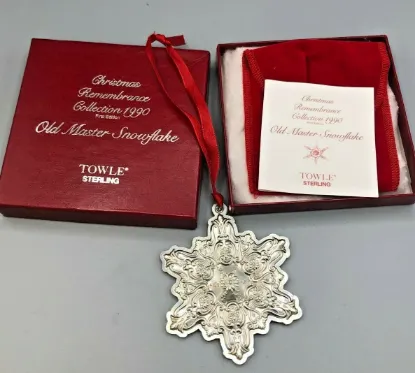 Christmas
Remembrance
Collection 1990
First Edition
Old Master Snowflake
TOWLE®
STERLING
Christmas
Remembrance
Collection 1990
Old Master Snowflake
TOWLE®
STERLING